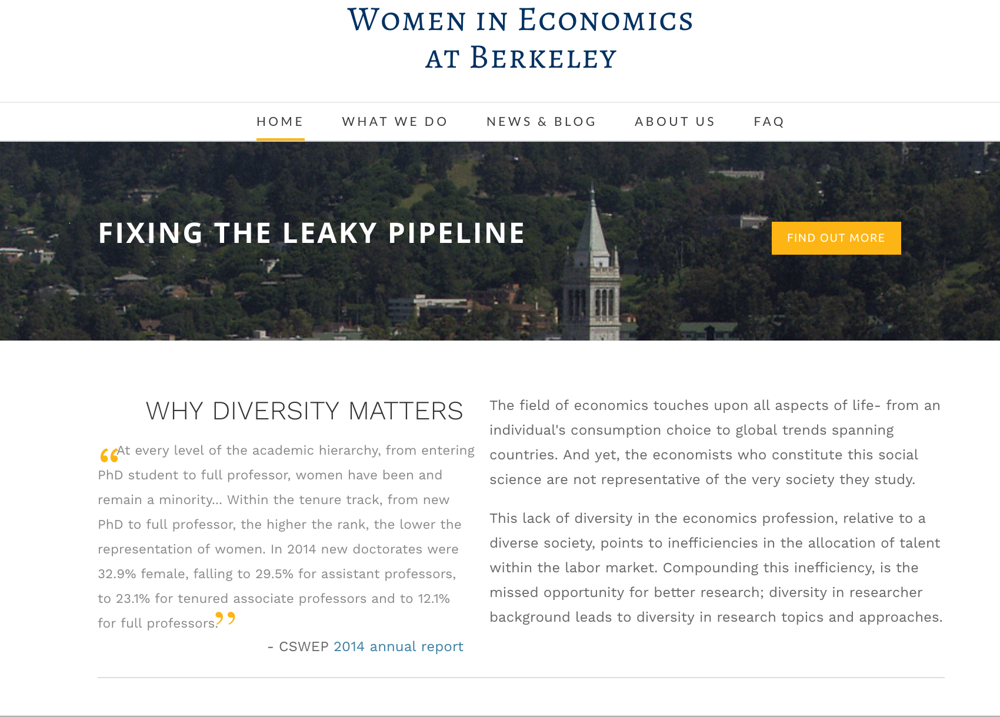 Women in Economics
at Berkeley
HOME WHAT WE DO NEWS & BLOG ABOUT US FAQ
FIXING THE LEAKY PIPELINE
FIND OUT MORE
WHY DIVERSITY MATTERS
“At every level of the academic hierarchy, from entering
PhD student to full professor, women have been and
remain a minority... Within the tenure track, from new
PhD to full professor, the higher the rank, the lower the
representation of women. In 2014 new doctorates were
32.9% female, falling to 29.5% for assistant professors,
to 23.1% for tenured associate professors and to 12.1%
for full professors.”
- CSWEP 2014 annual report
The field of economics touches upon all aspects of life- from an
individual's consumption choice to global trends spanning
countries. And yet, the economists who constitute this social
science are not representative of the very society they study.
This lack of diversity in the economics profession, relative to a
diverse society, points to inefficiencies in the allocation of talent
within the labor market. Compounding this inefficiency, is the
missed opportunity for better research; diversity in researcher
background leads to diversity in research topics and approaches.